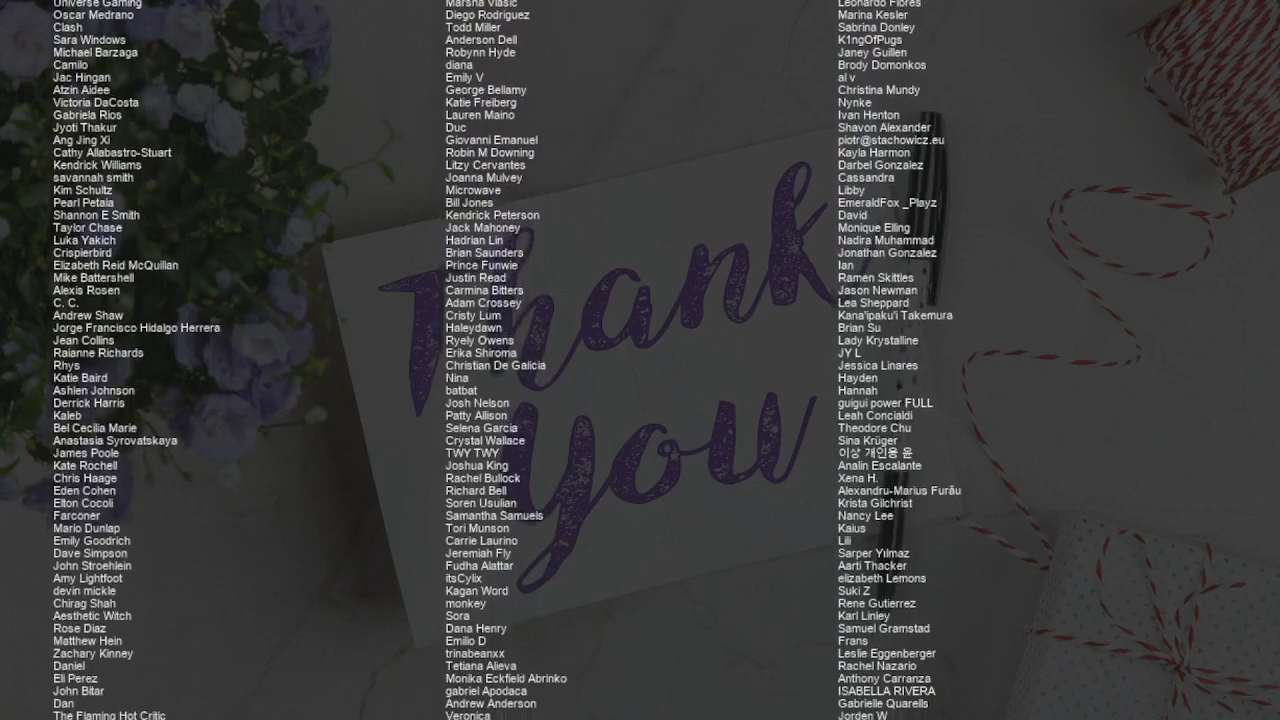 Universe Gaming
Oscar Medrano
Clash
Sara Windows
Michael Barzaga
Camilo
Jac Hingan
Atzin Aidee
Victoria DaCosta
Gabriela Rios
Jyoti Thakur
Ang Jing Xi
Cathy Allabastro-Stuart
Kendrick Williams
savannah smith
Kim Schultz
Pearl Petaia
Shannon E Smith
Taylor Chase
Luka Yakich
Crispierbird
Elizabeth Reid McQuillan
Mike Battershell
Alexis Rosen
C. C.
Andrew Shaw
Jorge Francisco Hidalgo Herrera
Jean Collins
Raianne Richards
Rhys
Katie Baird
Ashlen Johnson
Derrick Harris
Kaleb
Bel Cecilia Marie
Anastasia Syrovatskaya
James Poole
Kate Rochell
Chris Haage
Eden Cohen
Elton Cocoli
Farconer
Mario Dunlap
Emily Goodrich
Dave Simpson
John Stroehlein
Amy Lightfoot
devin mickle
Chirag Shah
Aesthetic Witch
Rose Diaz
Matthew Hein
Zachary Kinney
Daniel
Eli Perez
John Bitar
Dan
The Flaming Hot Critic
Marsha Vlasic
Diego Rodriguez
Todd Miller
Anderson Dell
Robynn Hyde
diana
Emily V
George Bellamy
Katie Freiberg
Lauren Maino
Duc
Giovanni Emanuel
Robin M Downing
Litzy Cervantes
Joanna Mulvey
Microwave
Bill Jones
Kendrick Peterson
Jack Mahoney
Hadrian Lin
Brian Saunders
Prince Funwie
Justin Read
Carmina Bitters
Adam Crossey
Cristy Lum
Haleydawn
Ryely Owens
Erika Shiroma
Christian De Galicia
Nina
batbat
Josh Nelson
Patty Allison
Selena Garcia
Crystal Wallace
TWY TWY
Joshua King
Rachel Bullock
Richard Bell
Soren Usulian
Samantha Samuels
Tori Munson
Carrie Laurino
Jeremiah Fly
Fudha Alattar
itsCylix
Kagan Word
monkey
Sora
Dana Henry
Emilio D
trinabeanxx
Tetiana Alieva
Monika Eckfield Abrinko
gabriel Apodaca
Andrew Anderson
Veronica
Leonardo Flores
Marina Kesler
Sabrina Donley
K1ngOfPugs
Janey Guillen
Brody Domonkos
al v
Christina Mundy
Nynke
Ivan Henton
Shavon Alexander
piotr@stachowicz.eu
Kayla Harmon
Darbel Gonzalez
Cassandra
Libby
EmeraldFox _Playz
David
Monique Elling
Nadira Muhammad
Jonathan Gonzalez
Ian
Ramen Skittles
Jason Newman
Lea Sheppard
Kana'ipaku'i Takemura
Brian Su
Lady Krystalline
JY L
Jessica Linares
Hayden
Hannah
guigui power FULL
Leah Concialdi
Theodore Chu
Sina Krüger
이상 개인용 윤
Analin Escalante
Xena H.
Alexandru-Marius Furău
Krista Gilchrist
Nancy Lee
Kaius
Lili
Sarper Yılmaz
Aarti Thacker
elizabeth Lemons
Suki Z
Rene Gutierrez
Karl Linley
Samuel Gramstad
Frans
Leslie Eggenberger
Rachel Nazario
Anthony Carranza
ISABELLA RIVERA
Gabrielle Quarells
Jorden W
Thank
You